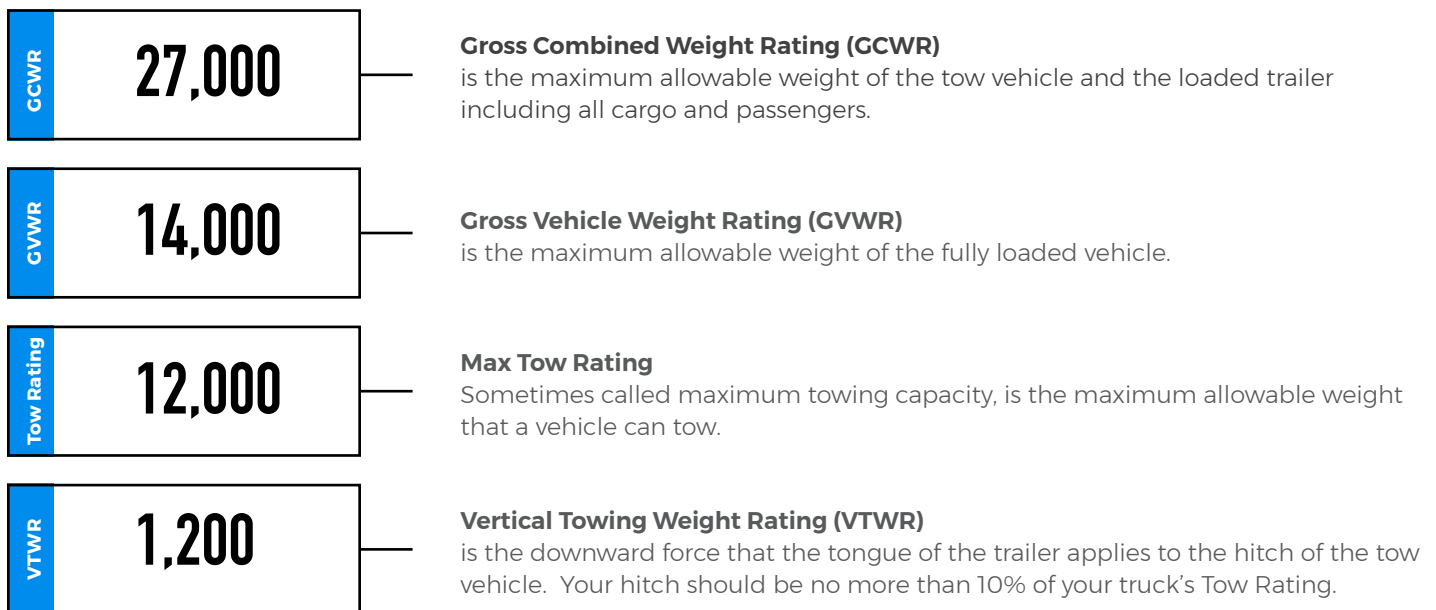 GCWR
27,000
Gross Combined Weight Rating (GCWR)
is the maximum allowable weight of the tow vehicle and the loaded trailer
including all cargo and passengers.
GVWR
14,000
Gross Vehicle Weight Rating (GVWR)
is the maximum allowable weight of the fully loaded vehicle.
Tow Rating
12,000
Max Tow Rating
Sometimes called maximum towing capacity, is the maximum allowable weight
that a vehicle can tow.
VTWR
1,200
Vertical Towing Weight Rating (VTWR)
is the downward force that the tongue of the trailer applies to the hitch of the tow
vehicle.  Your hitch should be no more than 10% of your truck's Tow Rating.